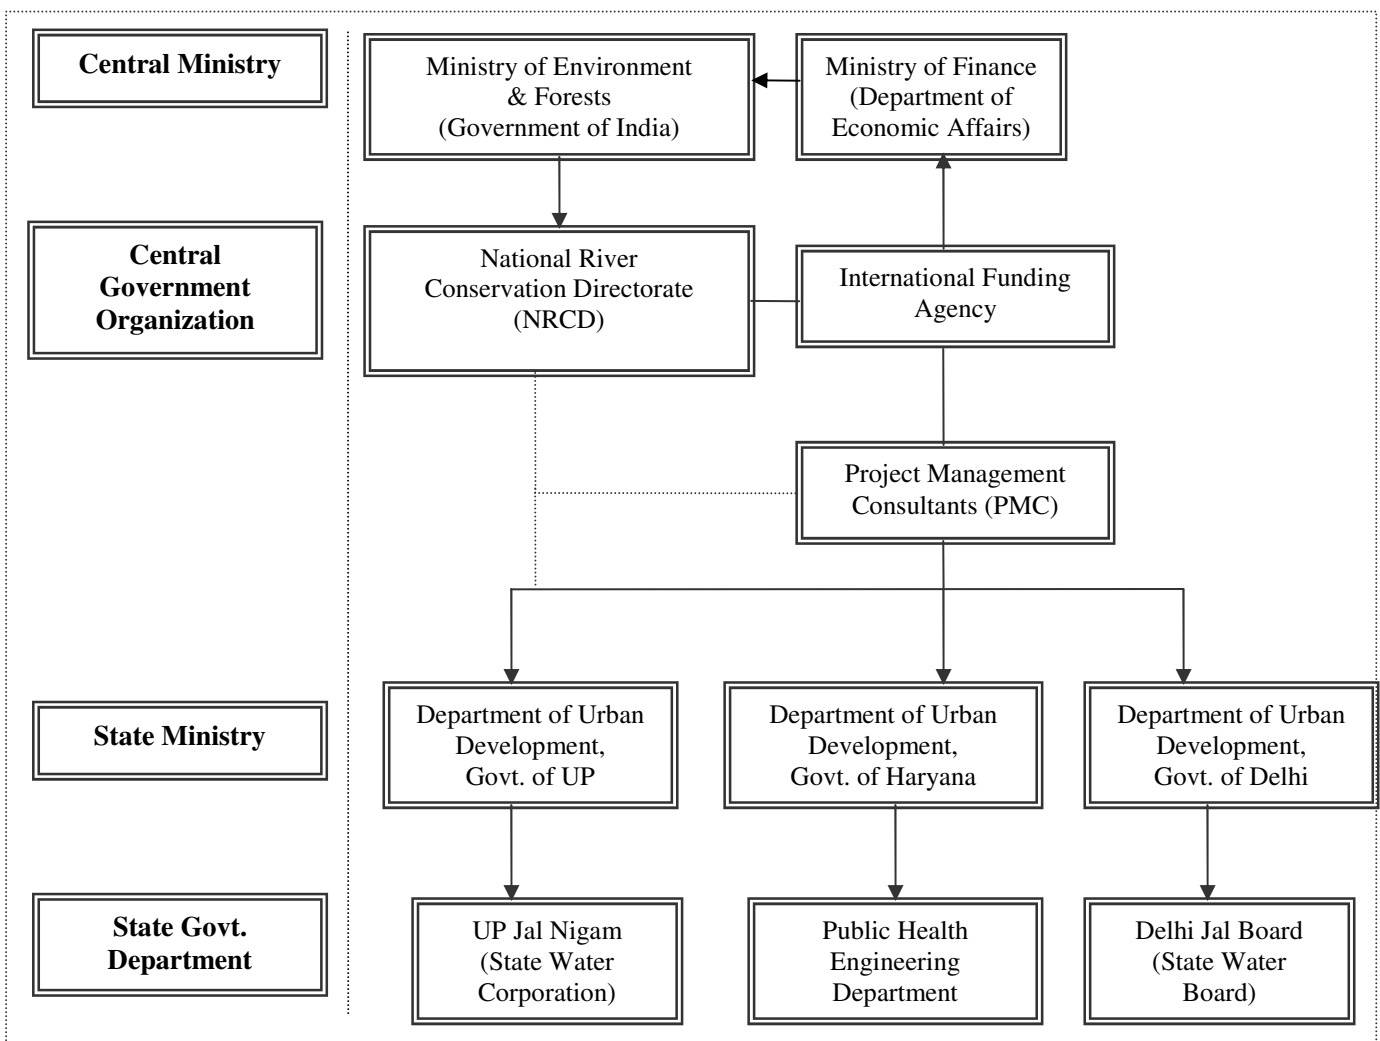 Central Ministry
Ministry of Environment
& Forests
(Government of India)
Ministry of Finance
(Department of
Economic Affairs)
Central
Government
Organization
National River
Conservation Directorate
(NRCD)
International Funding
Agency
Project Management
Consultants (PMC)
State Ministry
Department of Urban
Development,
Govt. of UP
Department of Urban
Development,
Govt. of Haryana
Department of Urban
Development,
Govt. of Delhi
State Govt.
Department
UP Jal Nigam
(State Water
Corporation)
Public Health
Engineering
Department
Delhi Jal Board
(State Water
Board)